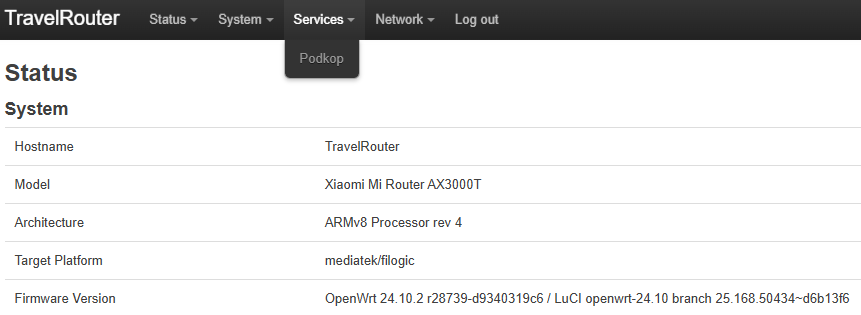 TravelRouter Status System Services Network Log out
Podkop
Status
System
Hostname TravelRouter
Model Xiaomi Mi Router AX3000T
Architecture ARMv8 Processor rev 4
Target Platform mediatek/filogic
Firmware Version OpenWrt 24.10.2 r28739-d9340319c6 / LuCI openwrt-24.10 branch 25.168.50434~d6b13f6